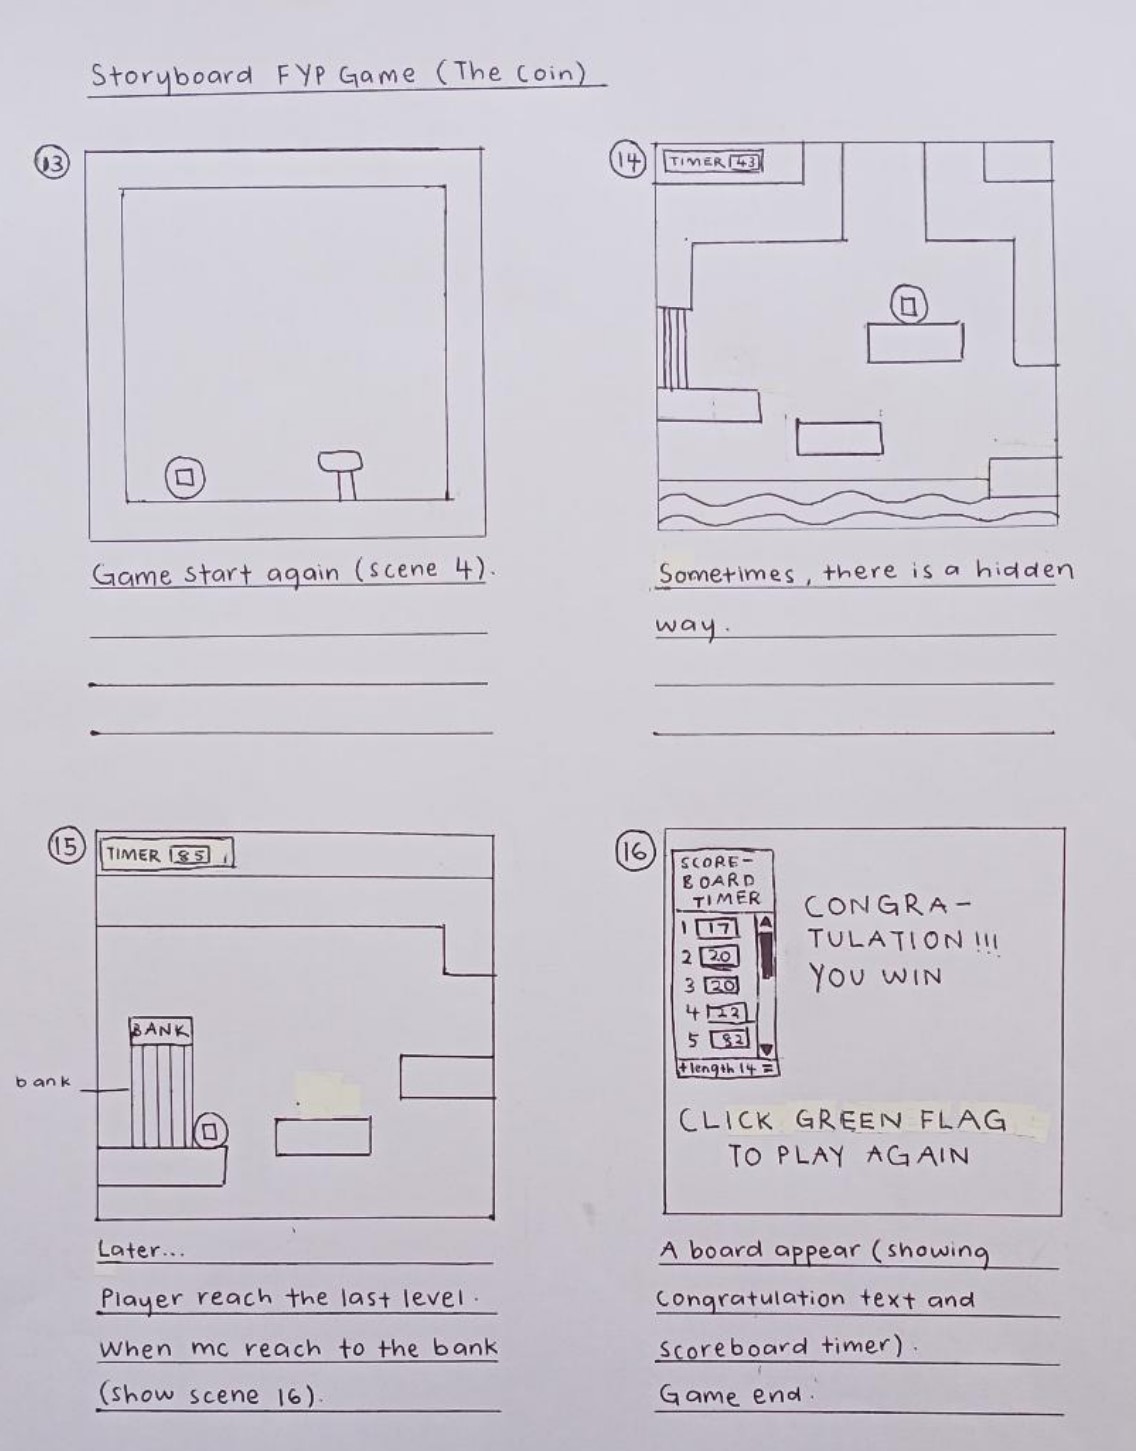 Storyboard FYP Game (The Coin)
13
Game start again (scene 4).
14
TIMER 43
Sometimes, there is a hidden
way.
15
TIMER 85
BANK
bank
Later...
Player reach the last level.
When mc reach to the bank
(show scene 16).
16
SCORE-
BOARD
TIMER
1 17
2 20
3 20
4 22
5 82
+ length 14 =
CONGRA-
TULATION!!!
YOU WIN
CLICK GREEN FLAG
TO PLAY AGAIN
A board appear (showing
congratulation text and
scoreboard timer).
Game end.